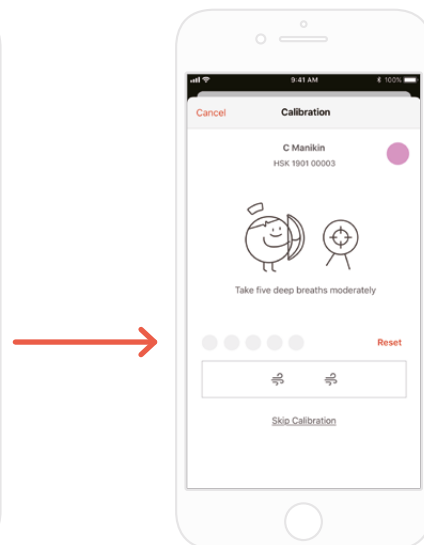 9:41 AM
100%
Cancel
Calibration
C Manikin
HSK 1901 00003
Take five deep breaths moderately
Reset
Skip Calibration